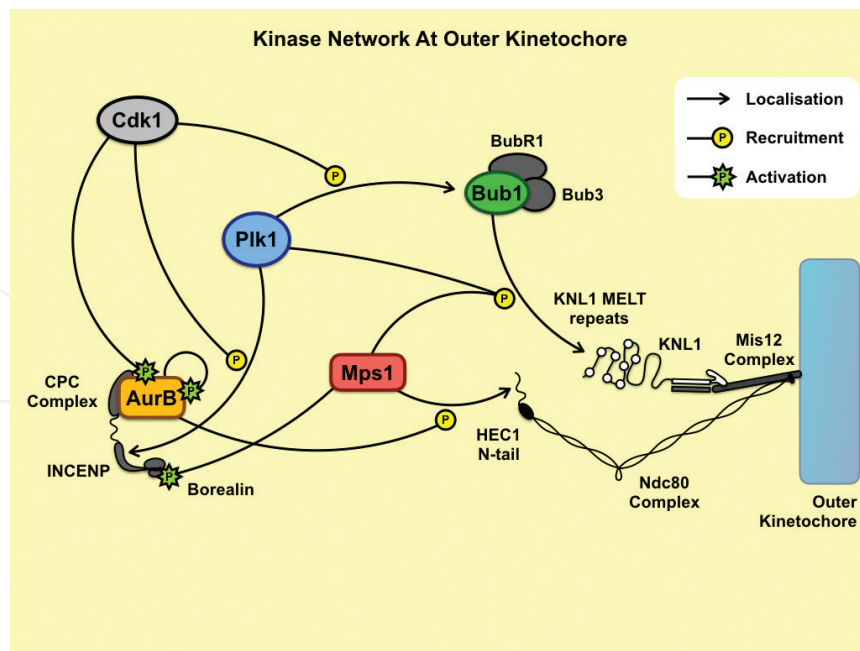 Kinase Network At Outer Kinetochore
Localisation
P Recruitment
P Activation
Cdk1
P
BubR1
Bub1
Bub3
Plk1
P
KNL1 MELT
repeats
KNL1
Mis12
Complex
P
P
P
CPC
Complex
AurB
Mps1
P
HEC1
N-tail
INCENP
P
Borealin
Ndc80
Complex
Outer
Kinetochore